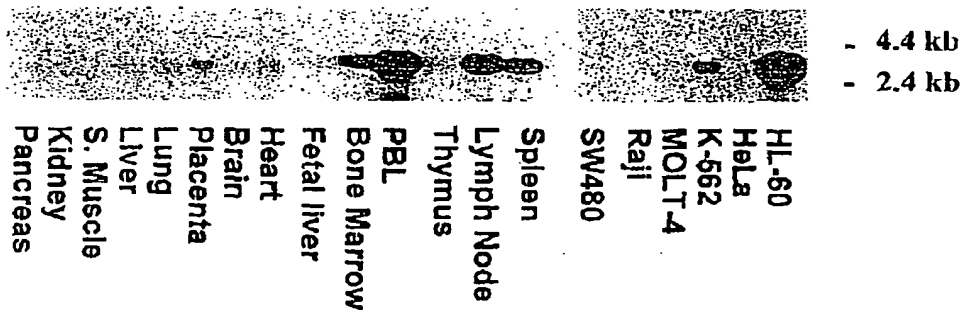 - 4.4 kb
- 2.4 kb
Pancreas
Kidney
S. Muscle
Liver
Lung
Placenta
Brain
Heart
Fetal liver
Bone Marrow
PBL
Thymus
Lymph Node
Spleen
SW480
Raji
MOLT-4
K-562
HeLa
HL-60